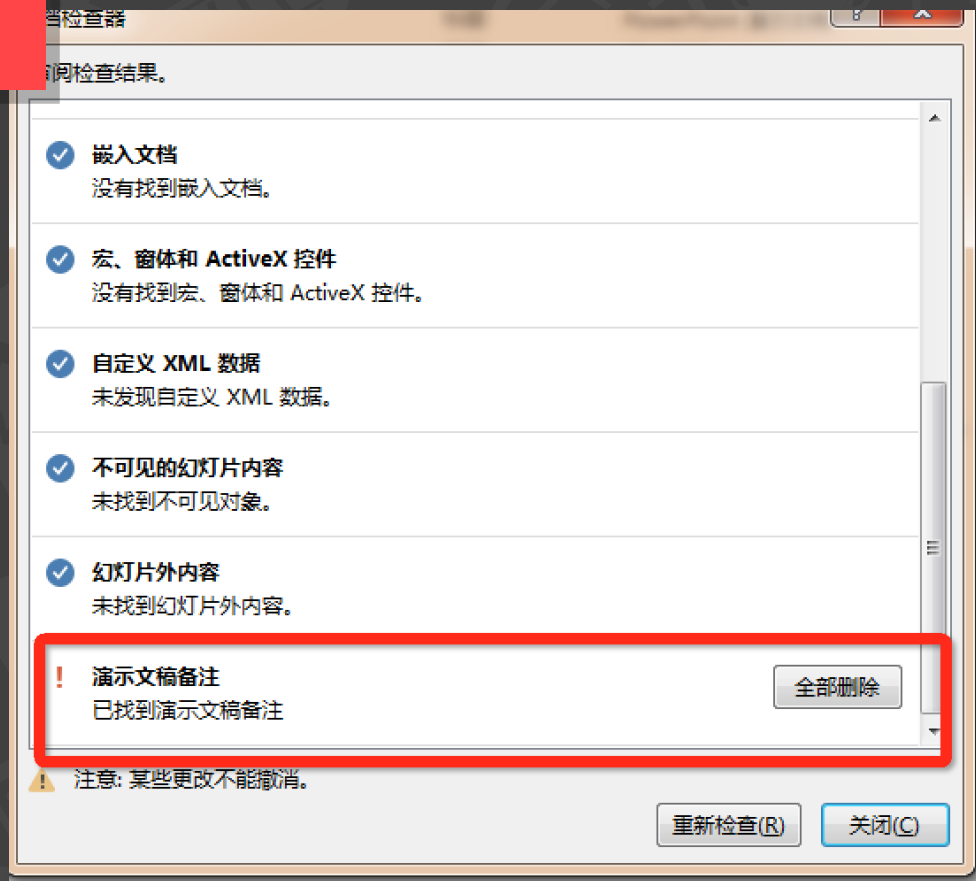 档检查器
?
审阅检查结果。
嵌入文档
没有找到嵌入文档。
宏、窗体和 ActiveX 控件
没有找到宏、窗体和 ActiveX 控件。
自定义 XML 数据
未发现自定义 XML 数据。
不可见的幻灯片内容
未找到不可见对象。
幻灯片外内容
未找到幻灯片外内容。
! 演示文稿备注
全部删除
已找到演示文稿备注
! 注意: 某些更改不能撤消。
重新检查(R) 关闭(C)